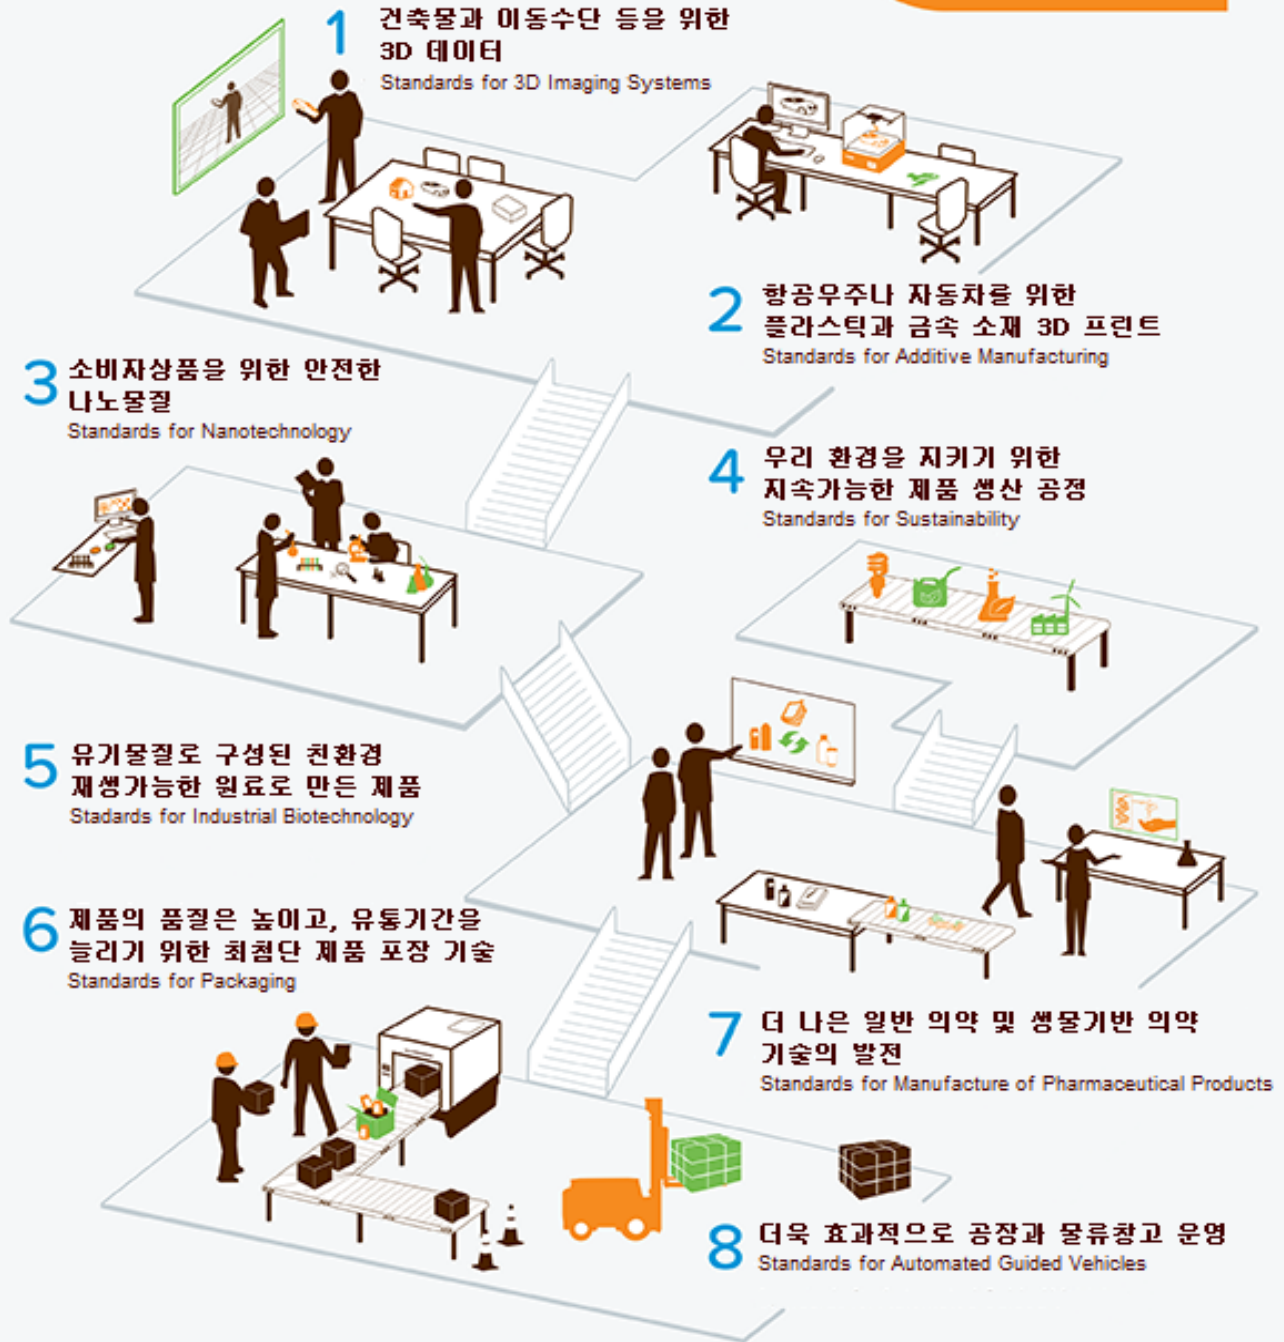 1 건축물과 이동수단 등을 위한
3D 데이터
Standards for 3D Imaging Systems
2 항공우주나 자동차를 위한
플라스틱과 금속 소재 3D 프린트
Standards for Additive Manufacturing
3 소비자상품을 위한 안전한
나노물질
Standards for Nanotechnology
4 우리 환경을 지키기 위한
지속가능한 제품 생산 공정
Standards for Sustainability
5 유기물질로 구성된 친환경
재생가능한 원료로 만든 제품
Stadards for Industrial Biotechnology
6 제품의 품질은 높이고, 유통기간을
늘리기 위한 최첨단 제품 포장 기술
Standards for Packaging
7 더 나은 일반 의약 및 생물기반 의약
기술의 발전
Standards for Manufacture of Pharmaceutical Products
8 더욱 효과적으로 공장과 물류창고 운영
Standards for Automated Guided Vehicles